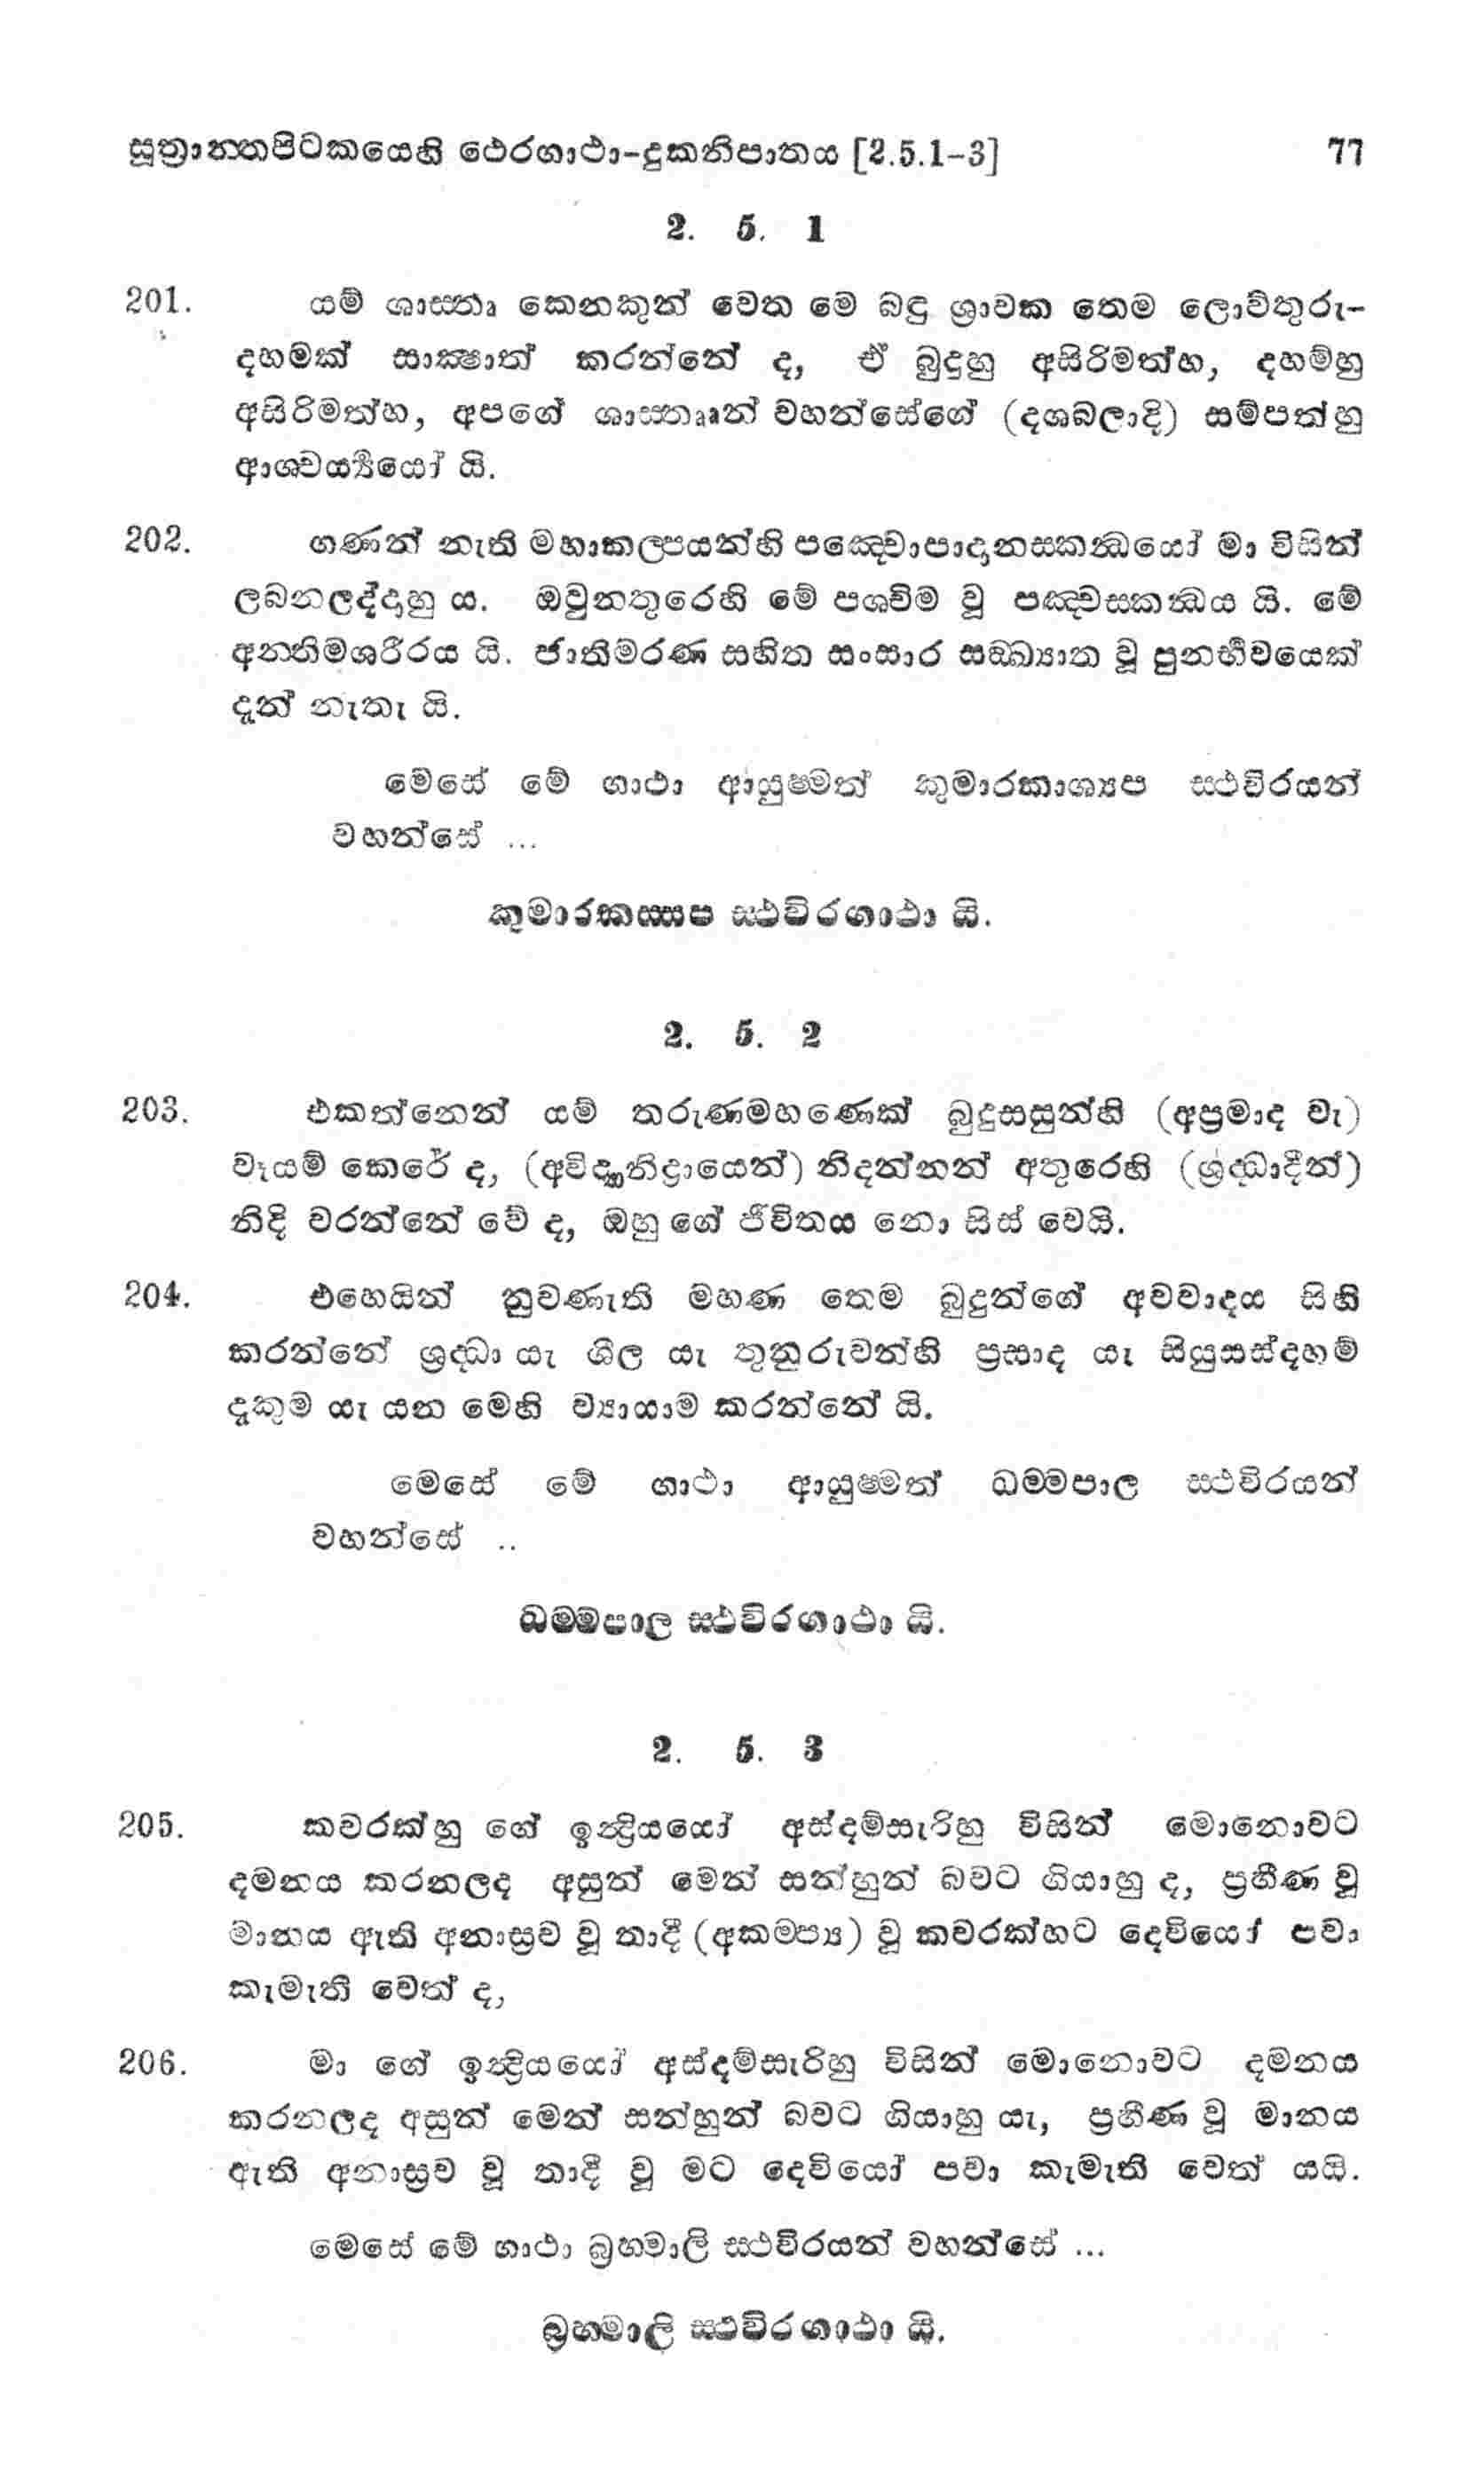 සූත්‍රාන්තපිටකයෙහි ථෙරගාථා-දුකනිපාතය [2.5.1-3] 77
2. 5. 1
201. යම් ශාස්තෘ කෙනකුන් වෙත මෙ බඳු ශ්‍රාවක තෙම ලොව්තුරු-
දහමක් සාක්‍ෂාත් කරන්නේ ද, ඒ බුදුහු අසිරිමත්හ, දහම්හු
අසිරිමත්හ, අපගේ ශාස්තෲන් වහන්සේගේ (දශබලාදි) සම්පත්හු
ආශ්චර්‍ය්‍යයෝ යි.
202. ගණන් නැති මහාකල්පයන්හි පඤ්චොපාදානස්කන්‍ධයෝ මා විසින්
ලබනලද්දාහු ය. ඔවුනතුරෙහි මේ පශ්චිම වූ පඤ්චස්කන්‍ධය යි. මේ
අන්තිමශරීරය යි. ජාතිමරණ සහිත සංසාර සඞ්ඛ්‍යාත වූ පුනර්භවයෙක්
දැන් නැතැ යි.
මෙසේ මේ ගාථා ආයුෂ්මත් කුමාරකාශ්‍යප ස්ථවිරයන්
වහන්සේ ...
කුමාරකස්සප ස්ථවිරගාථා යි.
2. 5. 2
203. එකත්නෙන් යම් තරුණමහණෙක් බුදුසසුන්හි (අප්‍රමාද වැ)
වෑයම් කෙරේ ද, (අවිද්‍යානිද්‍රායෙන්) නිදන්නන් අතුරෙහි (ශ්‍රද්ධාදීන්)
නිදි වරන්නේ වේ ද, ඔහු ගේ ජීවිතය නො සිස් වෙයි.
204. එහෙයින් නුවණැති මහණ තෙම බුදුන්ගේ අවවාදය සිහි
කරන්නේ ශ්‍රද්ධා යැ ශීල යැ තුනුරුවන්හි ප්‍රසාද යැ සියුසස්දහම්
දැකුම යැ යන මෙහි ව්‍යායාම කරන්නේ යි.
මෙසේ මේ ගාථා ආයුෂ්මත් ධම්මපාල ස්ථවිරයන්
වහන්සේ ..
ධම්මපාල ස්ථවිරගාථා යි.
2. 5. 3
205. කවරක්හු ගේ ඉන්‍ද්‍රියයෝ අස්දම්සැරිහු විසින් මොනොවට
දමනය කරනලද අසුන් මෙන් සන්හුන් බවට ගියාහු ද, ප්‍රහීණ වූ
මානය ඇති අනාස්‍රව වූ තාදී (අකම්ප්‍ය) වූ කවරක්හට දෙවියෝ පවා
කැමැති වෙත් ද,
206. මා ගේ ඉන්‍ද්‍රියයෝ අස්දම්සැරිහු විසින් මොනොවට දමනය
කරනලද අසුන් මෙන් සන්හුන් බවට ගියාහු යැ, ප්‍රහීණ වූ මානය
ඇති අනාස්‍රව වූ තාදී වූ මට දෙවියෝ පවා කැමැති වෙත් යයි.
මෙසේ මේ ගාථා බ්‍රහ්මාලි ස්ථවිරයන් වහන්සේ ...
බ්‍රහ්මාලි ස්ථවිරගාථා යි.